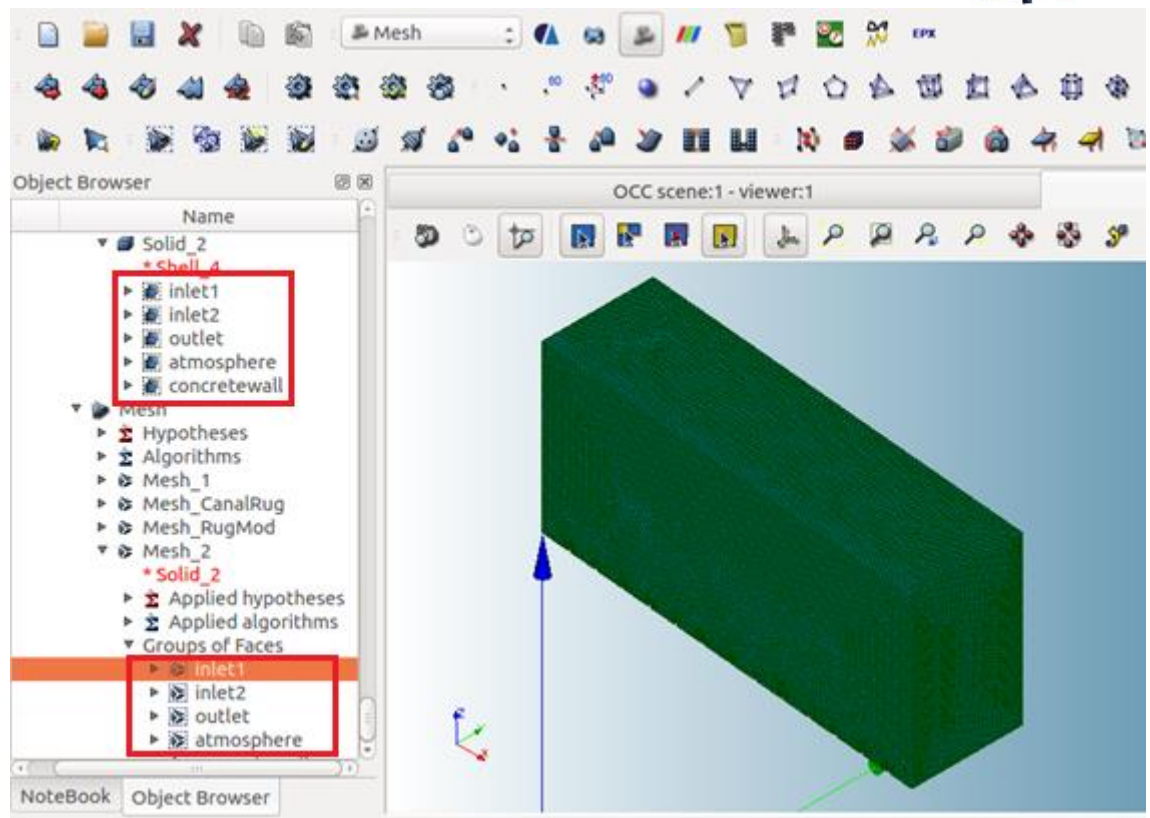 Mesh
EPX
Object Browser
OCC scene:1 - viewer:1
Name
Solid_2
* Shell_4
inlet1
inlet2
outlet
atmosphere
concretewall
Mesh
Hypotheses
Algorithms
Mesh_1
Mesh_CanalRug
Mesh_RugMod
Mesh_2
* Solid_2
Applied hypotheses
Applied algorithms
Groups of Faces
inlet1
inlet2
outlet
atmosphere
NoteBook
Object Browser